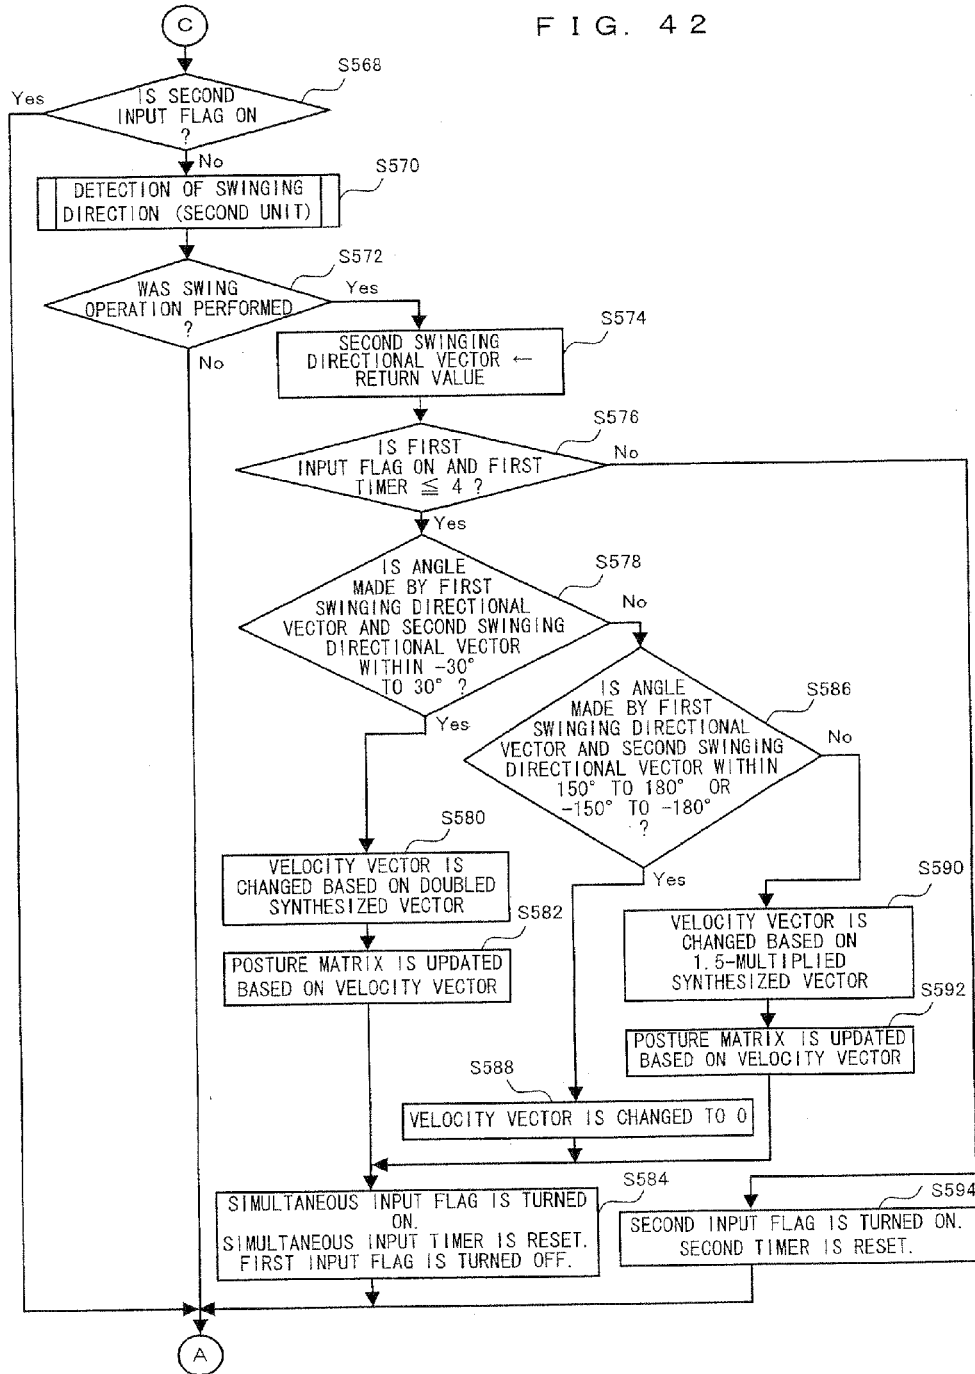 FIG. 42
C
S568
Yes
IS SECOND
INPUT FLAG ON
?
No
S570
DETECTION OF SWINGING
DIRECTION (SECOND UNIT)
S572
WAS SWING
OPERATION PERFORMED
?
Yes
No
S574
SECOND SWINGING
DIRECTIONAL VECTOR ←
RETURN VALUE
S576
IS FIRST
INPUT FLAG ON AND FIRST
TIMER ≦ 4 ?
No
Yes
S578
IS ANGLE
MADE BY FIRST
SWINGING DIRECTIONAL
VECTOR AND SECOND SWINGING
DIRECTIONAL VECTOR
WITHIN -30°
TO 30° ?
No
Yes
S586
IS ANGLE
MADE BY FIRST
SWINGING DIRECTIONAL
VECTOR AND SECOND SWINGING
DIRECTIONAL VECTOR WITHIN
150° TO 180° OR
-150° TO -180°
?
No
Yes
S580
VELOCITY VECTOR IS
CHANGED BASED ON DOUBLED
SYNTHESIZED VECTOR
S582
POSTURE MATRIX IS UPDATED
BASED ON VELOCITY VECTOR
S590
VELOCITY VECTOR IS
CHANGED BASED ON
1.5-MULTIPLIED
SYNTHESIZED VECTOR
S592
POSTURE MATRIX IS UPDATED
BASED ON VELOCITY VECTOR
S588
VELOCITY VECTOR IS CHANGED TO 0
S584
SIMULTANEOUS INPUT FLAG IS TURNED
ON.
SIMULTANEOUS INPUT TIMER IS RESET.
FIRST INPUT FLAG IS TURNED OFF.
S594
SECOND INPUT FLAG IS TURNED ON.
SECOND TIMER IS RESET.
A